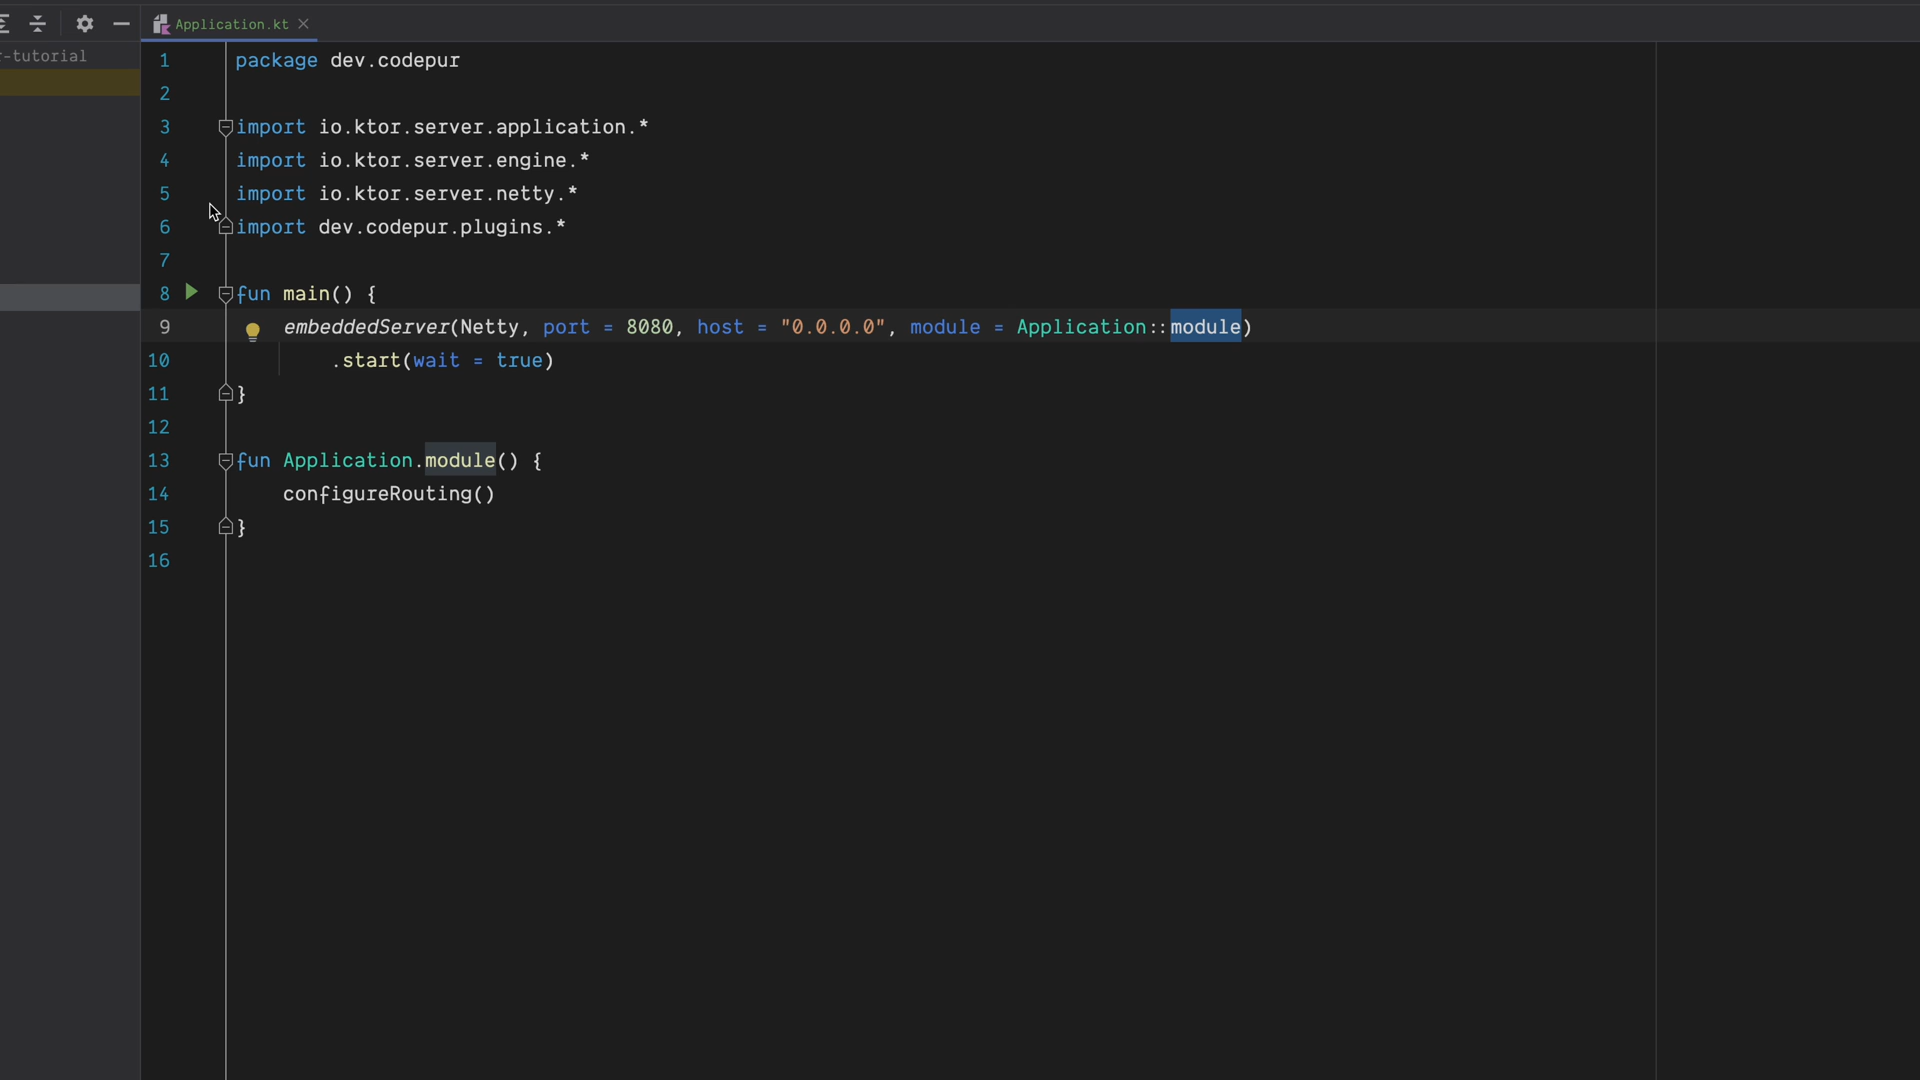 Application.kt
-tutorial
1 package dev.codepur
2
3 import io.ktor.server.application.*
4 import io.ktor.server.engine.*
5 import io.ktor.server.netty.*
6 import dev.codepur.plugins.*
7
8 fun main() {
9 embeddedServer(Netty, port = 8080, host = "0.0.0.0", module = Application::module)
10 .start(wait = true)
11 }
12
13 fun Application.module() {
14 configureRouting()
15 }
16